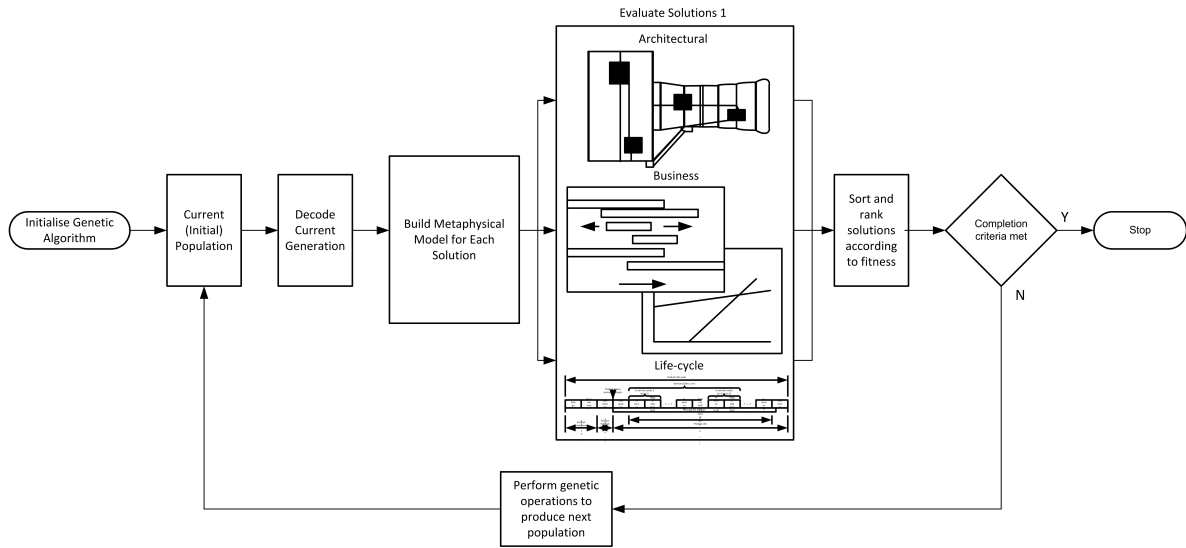 Evaluate Solutions 1
Architectural
Business
Life-cycle
Initialise Genetic
Algorithm
Current
(Initial)
Population
Decode
Current
Generation
Build Metaphysical
Model for Each
Solution
Sort and
rank
solutions
according
to fitness
Completion
criteria met
Y
Stop
N
Perform genetic
operations to
produce next
population